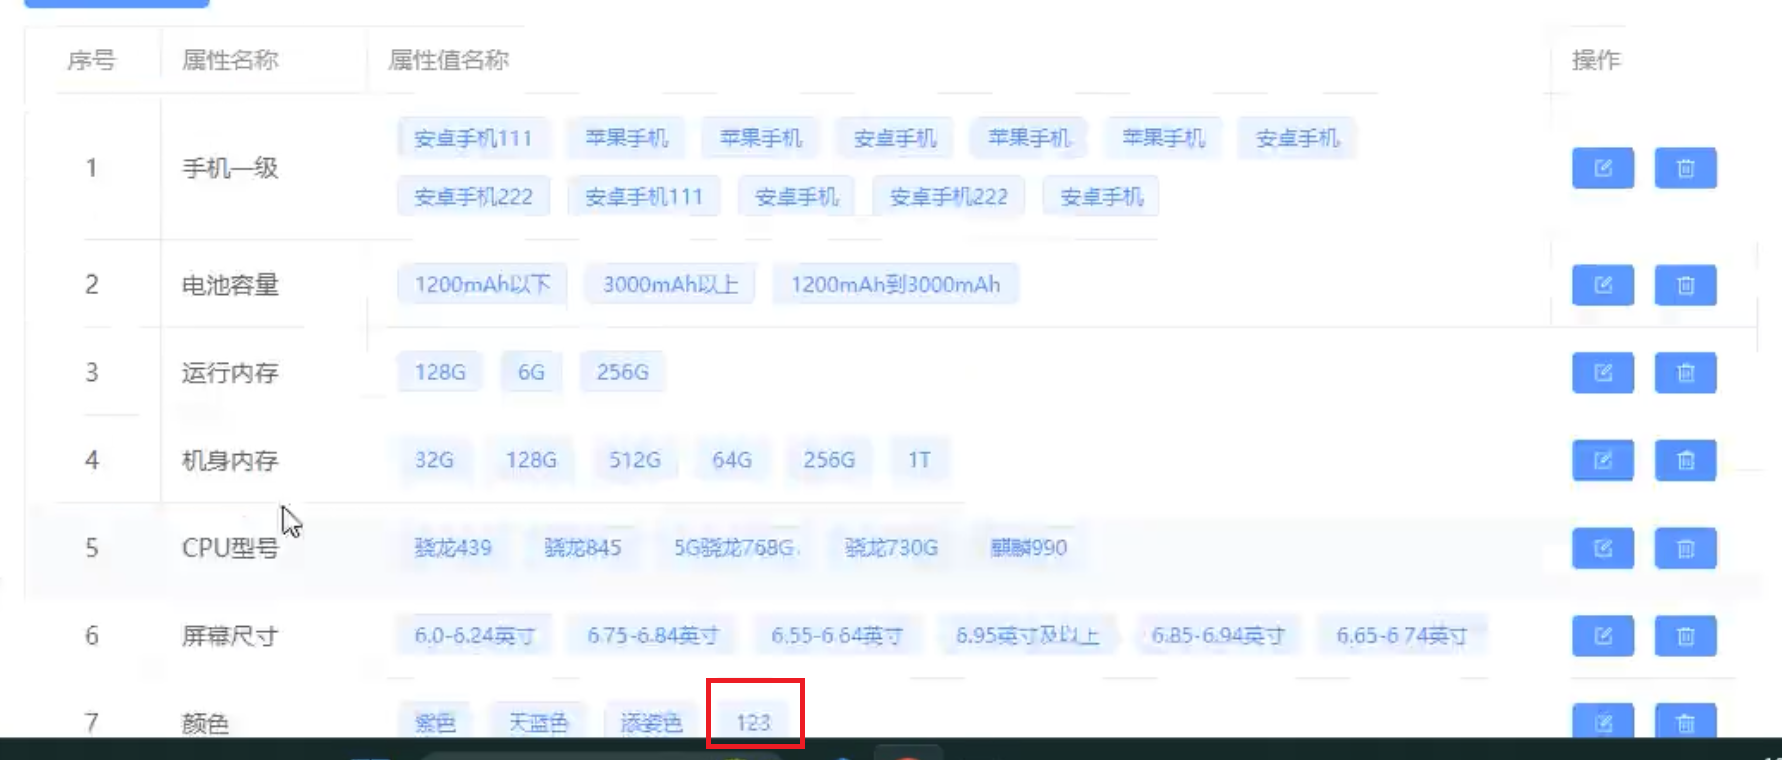 序号 属性名称 属性值名称 操作
1 手机一级 安卓手机111 苹果手机 苹果手机 安卓手机 苹果手机 苹果手机 安卓手机
安卓手机222 安卓手机111 安卓手机 安卓手机222 安卓手机
2 电池容量 1200mAh以下 3000mAh以上 1200mAh到3000mAh
3 运行内存 128G 6G 256G
4 机身内存 32G 128G 512G 64G 256G 1T
5 CPU型号 骁龙439 骁龙845 5G骁龙768G 骁龙730G 麒麟990
6 屏幕尺寸 6.0-6.24英寸 6.75-6.84英寸 6.55-6.64英寸 6.95英寸及以上 6.85-6.94英寸 6.65-6.74英寸
7 颜色 紫色 天蓝色 123